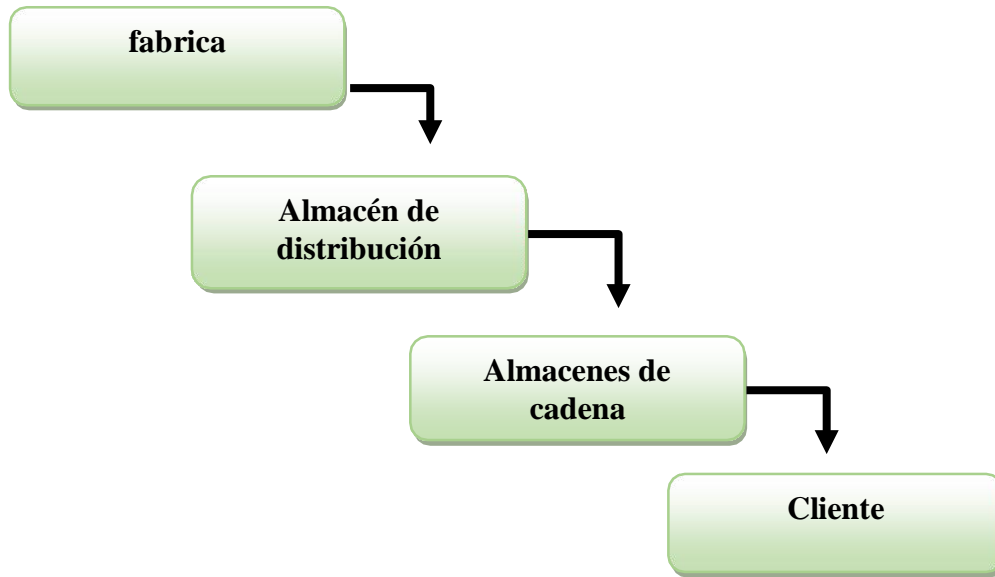 fabrica
Almacén de
distribución
Almacenes de
cadena
Cliente